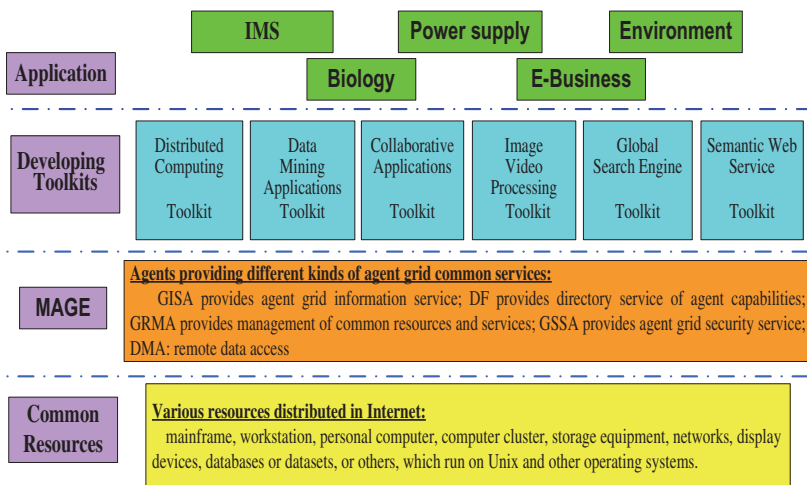 IMS
Power supply
Environment
Application
Biology
E-Business
Developing
Toolkits
Distributed
Computing
Toolkit
Data
Mining
Applications
Toolkit
Collaborative
Applications
Toolkit
Image
Video
Processing
Toolkit
Global
Search Engine
Toolkit
Semantic Web
Service
Toolkit
MAGE
Agents providing different kinds of agent grid common services:
GISA provides agent grid information service; DF provides directory service of agent capabilities;
GRMA provides management of common resources and services; GSSA provides agent grid security service;
DMA: remote data access
Common
Resources
Various resources distributed in Internet:
mainframe, workstation, personal computer, computer cluster, storage equipment, networks, display
devices, databases or datasets, or others, which run on Unix and other operating systems.